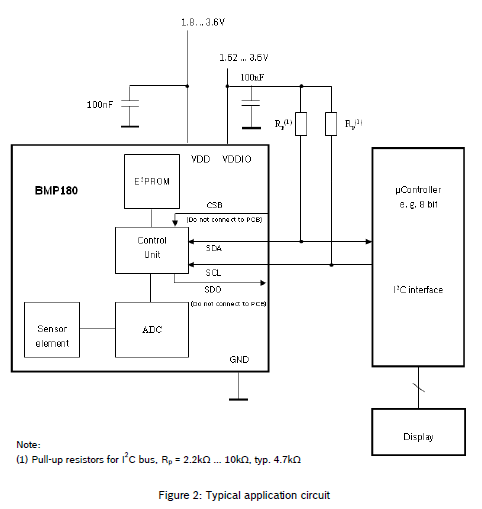 1.8 ... 3.6V
1.62 ... 3.6V
100nF
100nF
Rp(1)
Rp(1)
VDD VDDIO
BMP180
E²PROM
CSB
(Do not connect to PCB)
Control
Unit
SDA
SCL
SDO
(Do not connect to PCB)
Sensor
element
ADC
GND
µController
e. g. 8 bit
I²C interface
Display
Note:
(1) Pull-up resistors for I²C bus, Rp = 2.2kΩ ... 10kΩ, typ. 4.7kΩ
Figure 2: Typical application circuit